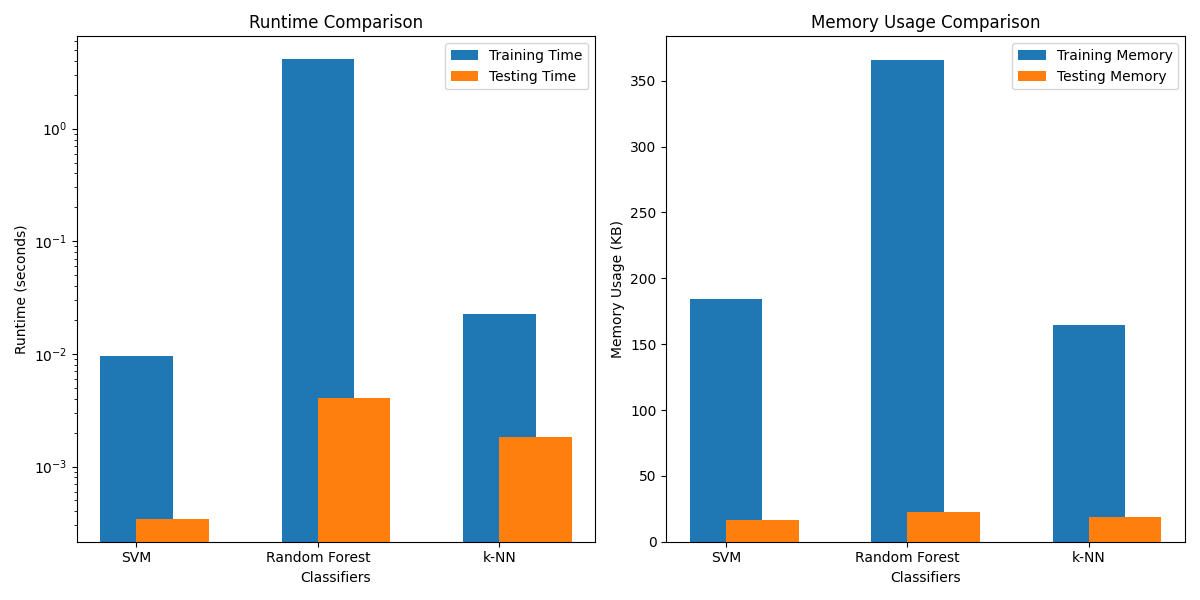 Runtime Comparison
Training Time
Testing Time
10⁰
10⁻¹
10⁻²
10⁻³
Runtime (seconds)
SVM
Random Forest
k-NN
Classifiers
Memory Usage Comparison
Training Memory
Testing Memory
350
300
250
200
150
100
50
0
Memory Usage (KB)
SVM
Random Forest
k-NN
Classifiers